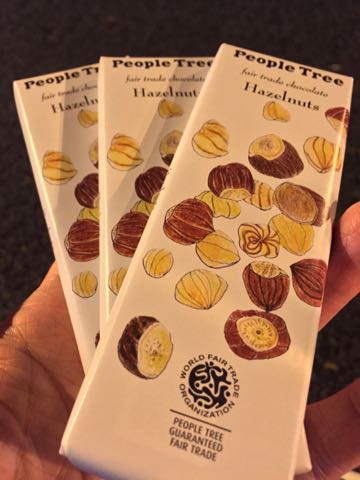 People Tree
fair trade chocolate
Hazelnuts
People Tree
fair trade chocolate
Hazelnuts
People Tree
fair trade chocolate
Hazelnuts
WORLD FAIR TRADE
ORGANIZATION
PEOPLE TREE
GUARANTEED
FAIR TRADE